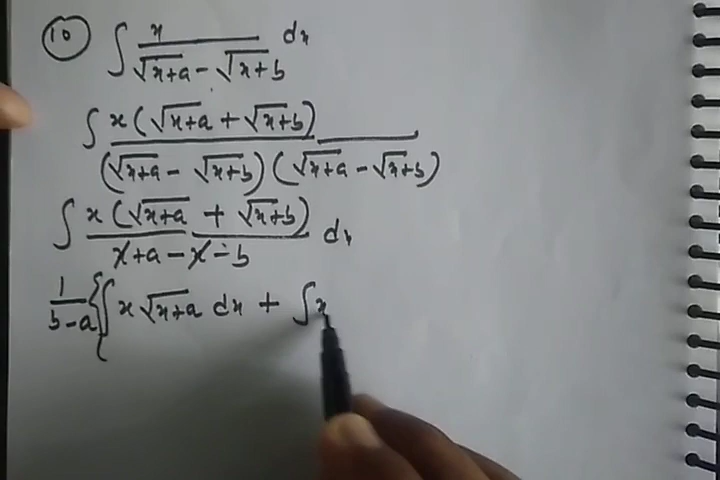 10 ∫ x / (√x+a − √x+b) dx
∫ x(√x+a + √x+b) / (√x+a − √x+b)(√x+a − √x+b)
∫ x(√x+a + √x+b) / x+a−x−b dx
1/b−a {∫ x√x+a dx + ∫x